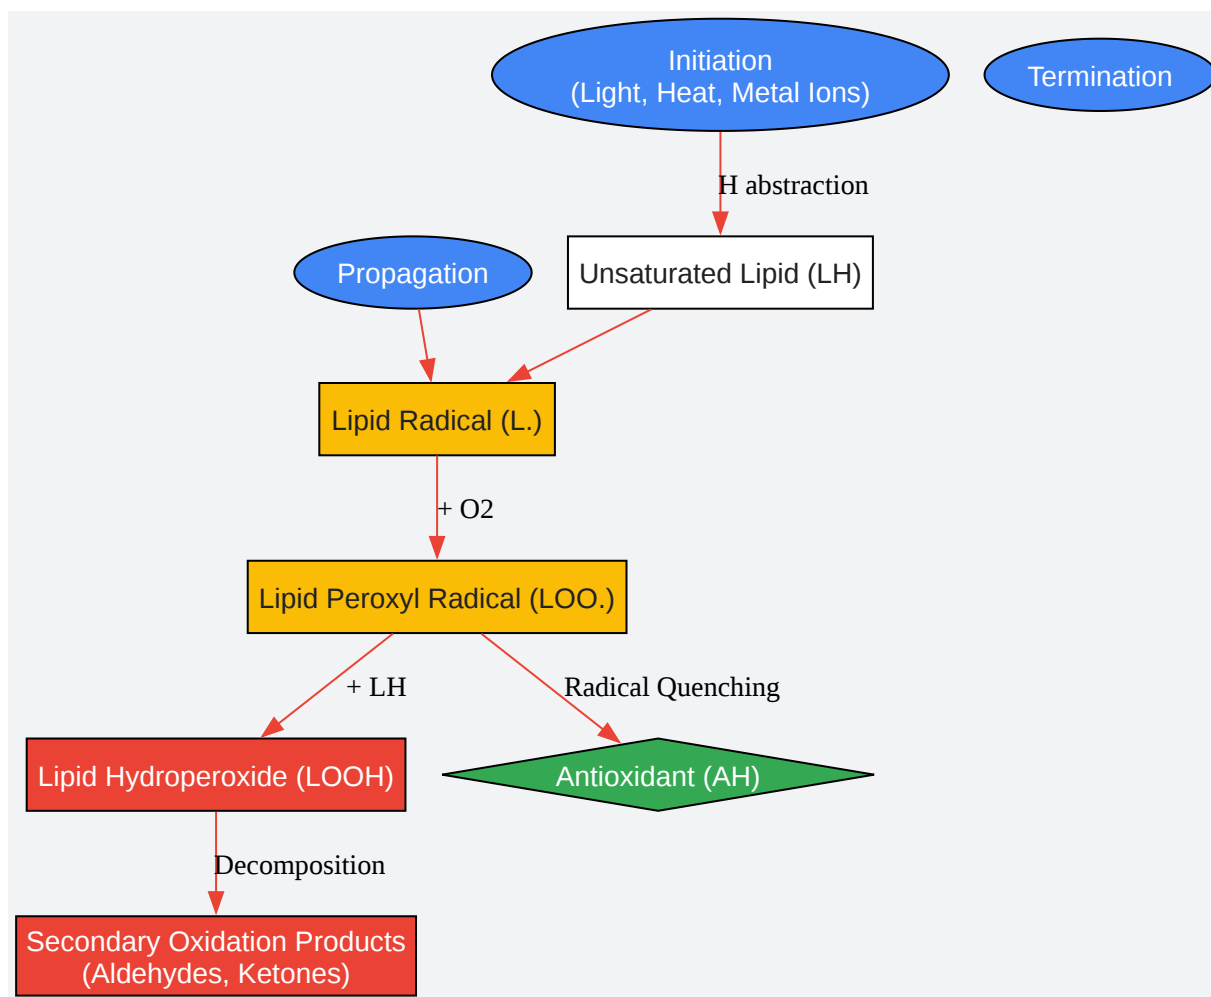 Initiation
(Light, Heat, Metal Ions)
Termination
H abstraction
Propagation
Unsaturated Lipid (LH)
Lipid Radical (L.)
+ O2
Lipid Peroxyl Radical (LOO.)
+ LH
Radical Quenching
Lipid Hydroperoxide (LOOH)
Antioxidant (AH)
Decomposition
Secondary Oxidation Products
(Aldehydes, Ketones)